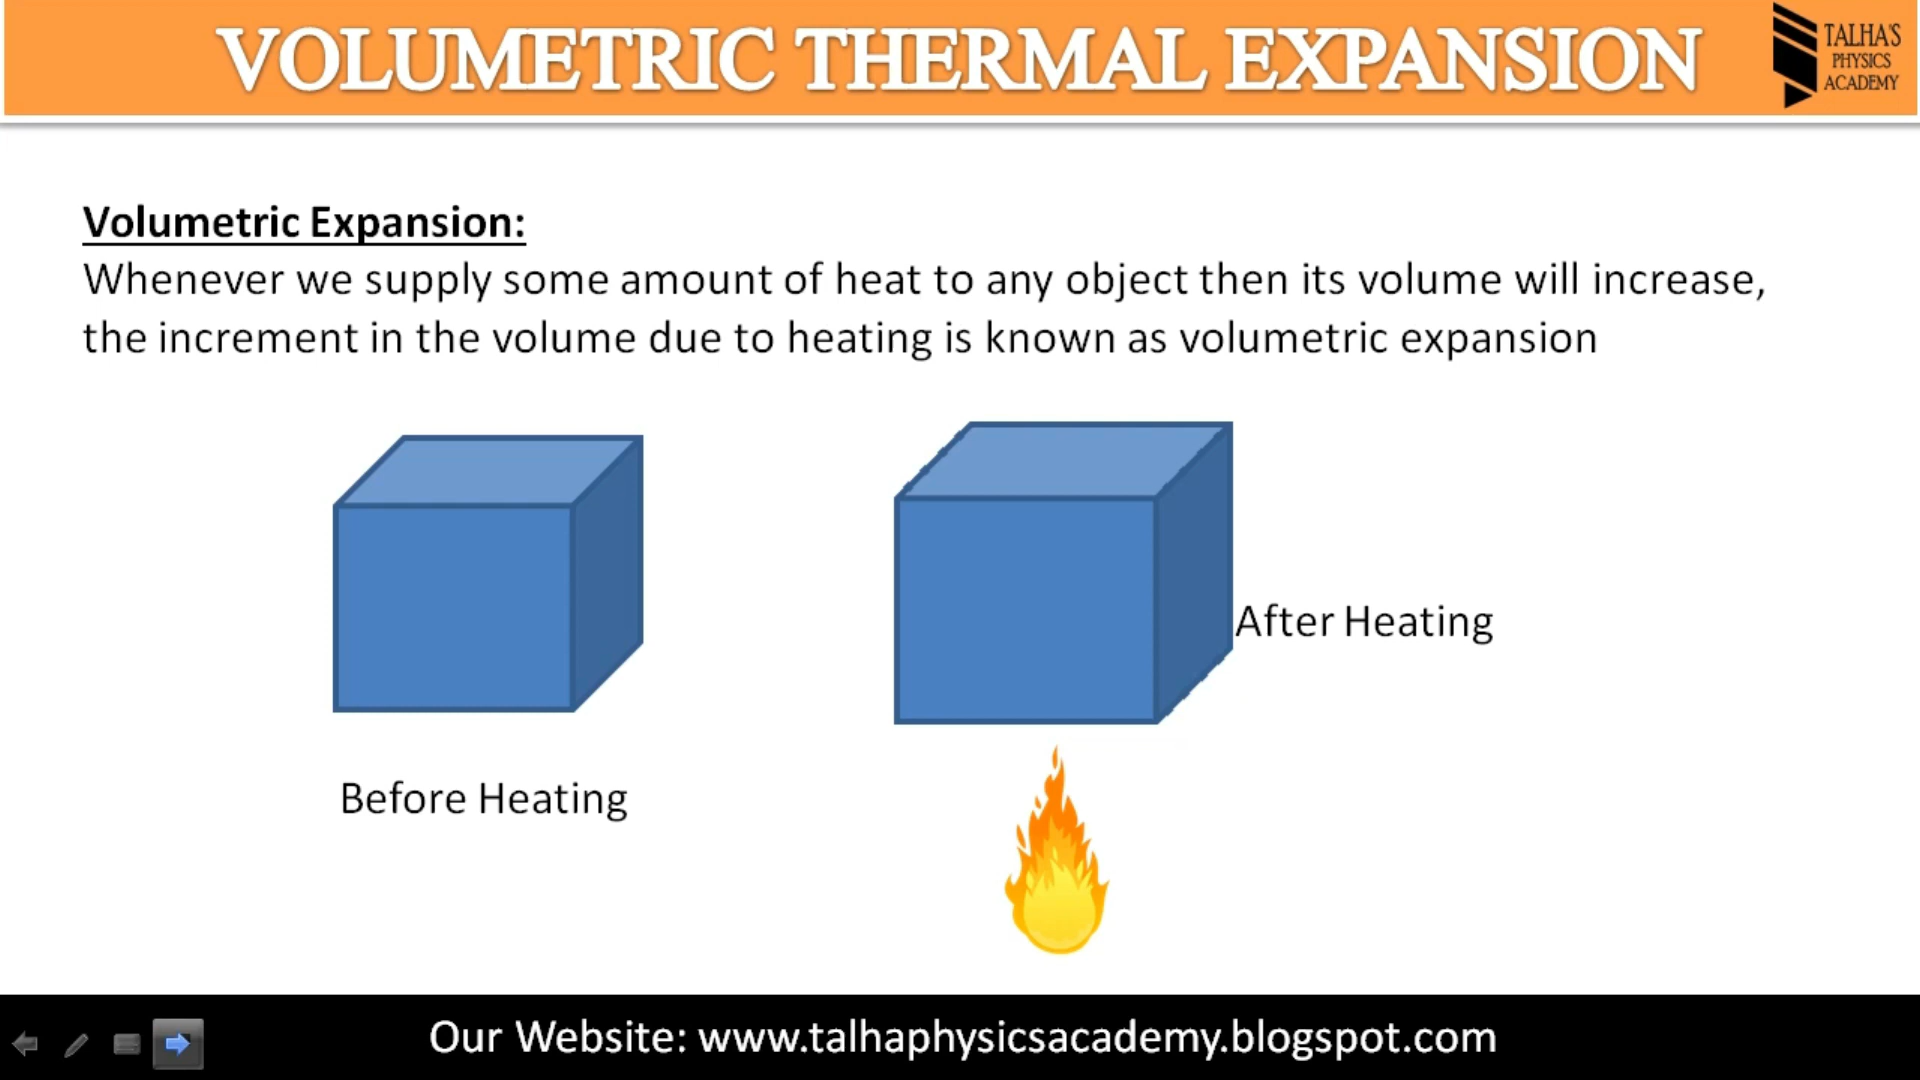 VOLUMETRIC THERMAL EXPANSION
TALHA'S
PHYSICS
ACADEMY
Volumetric Expansion:
Whenever we supply some amount of heat to any object then its volume will increase,
the increment in the volume due to heating is known as volumetric expansion
After Heating
Before Heating
Our Website: www.talhaphysicsacademy.blogspot.com